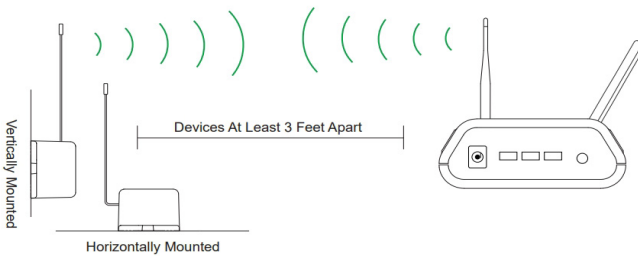 Devices At Least 3 Feet Apart
Vertically Mounted
Horizontally Mounted